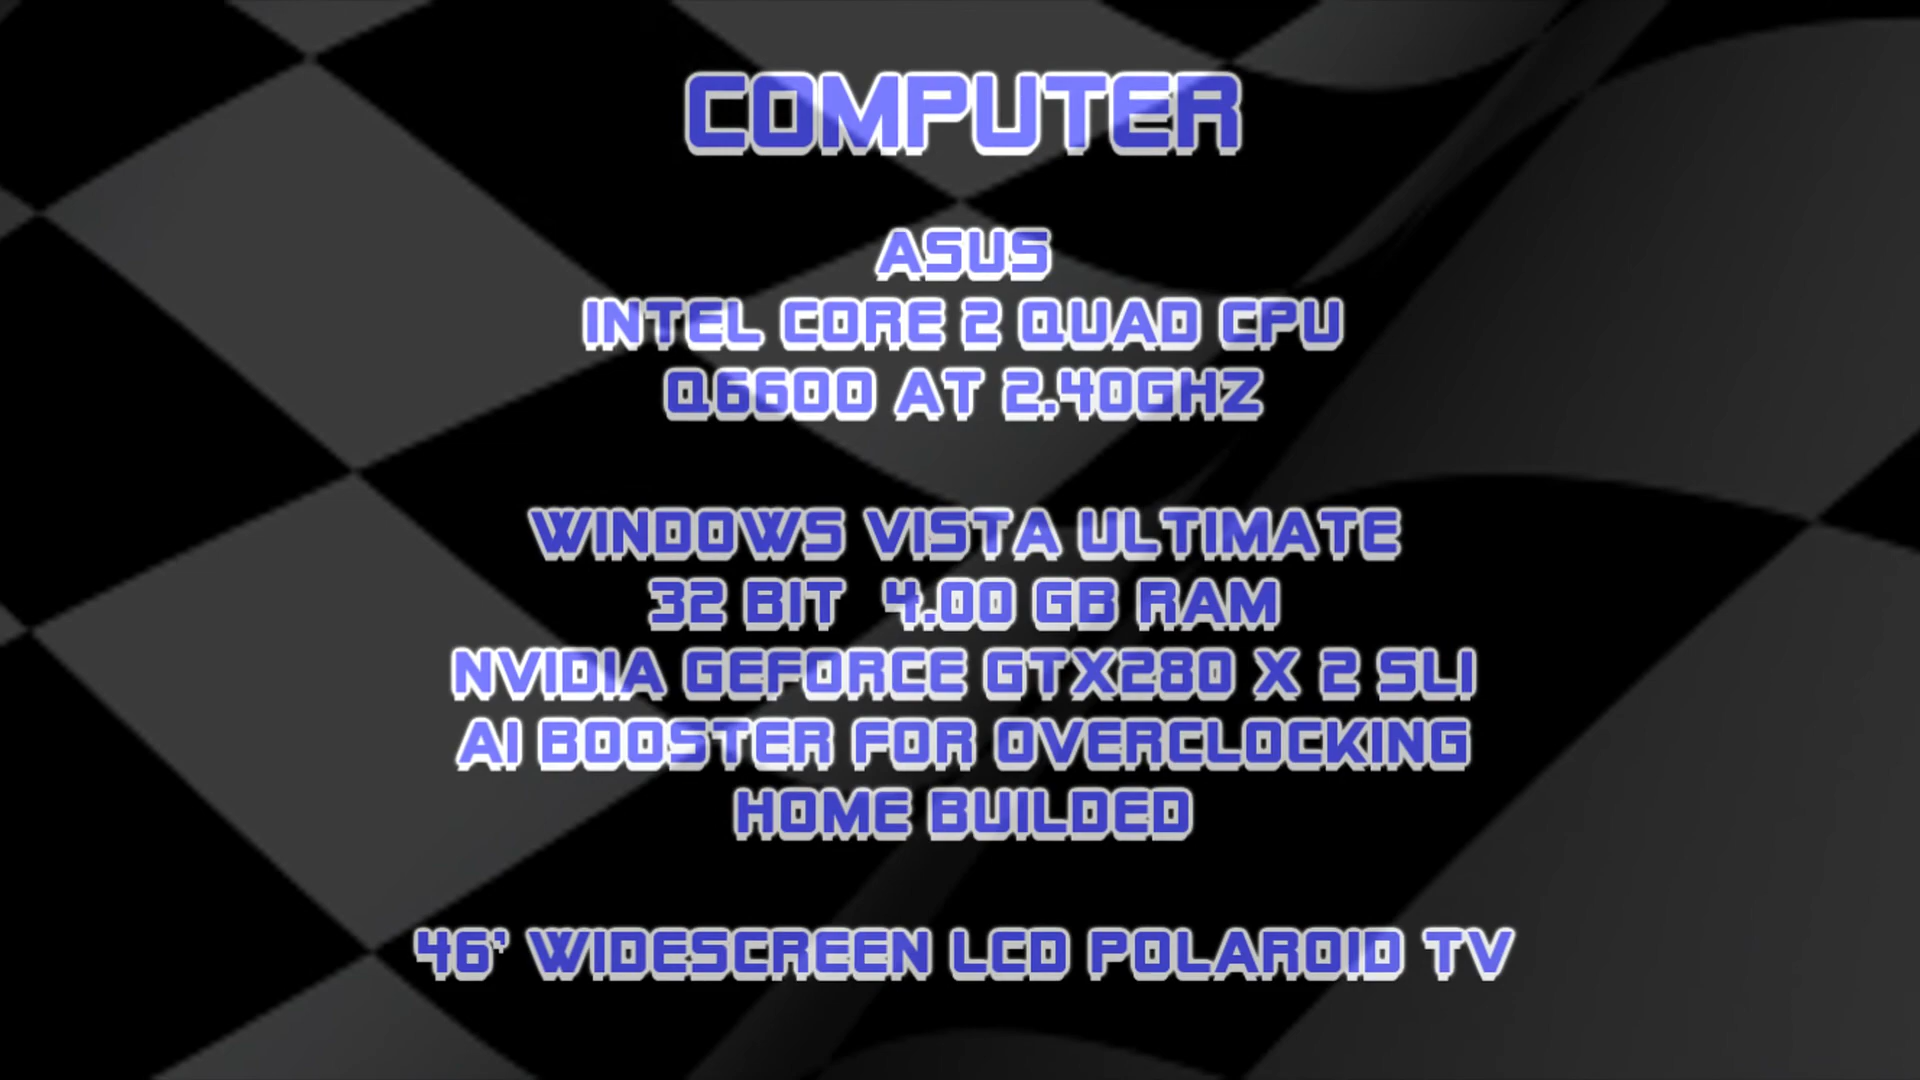 COMPUTER
ASUS
INTEL CORE 2 QUAD CPU
Q6600 AT 2.40GHZ
WINDOWS VISTA ULTIMATE
32 BIT 4.00 GB RAM
NVIDIA GEFORCE GTX280 X 2 SLI
AI BOOSTER FOR OVERCLOCKING
HOME BUILDED
46' WIDESCREEN LCD POLAROID TV